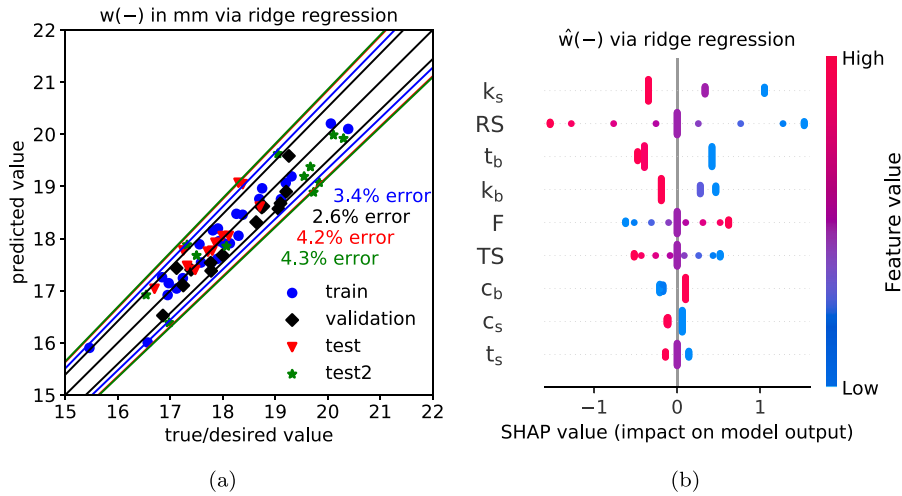 w(−) in mm via ridge regression
22
21
20
19
18
17
16
15
predicted value
3.4% error
2.6% error
4.2% error
4.3% error
train
validation
test
test2
15 16 17 18 19 20 21 22
true/desired value
(a)
ŵ(−) via ridge regression
k_s
RS
t_b
k_b
F
TS
c_b
c_s
t_s
−1 0 1
SHAP value (impact on model output)
High
Feature value
Low
(b)